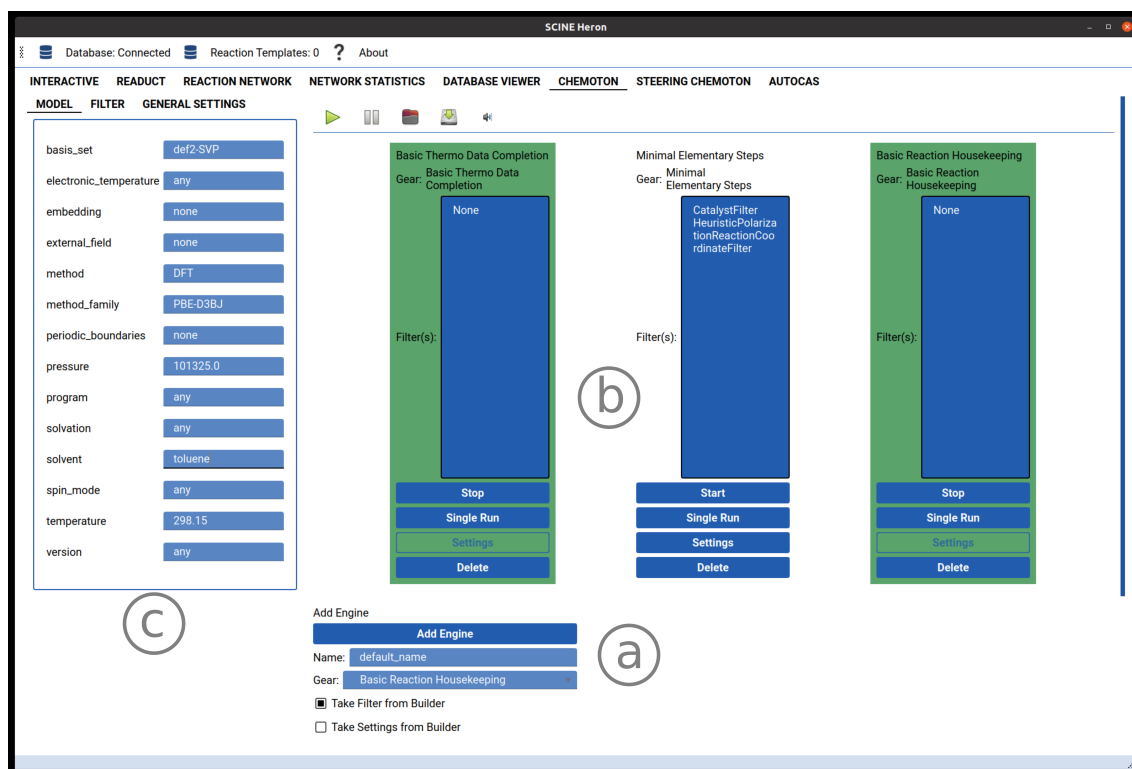 SCINE Heron
Database: Connected Reaction Templates: 0 ? About
INTERACTIVE READUCT REACTION NETWORK NETWORK STATISTICS DATABASE VIEWER CHEMOTON STEERING CHEMOTON AUTOCAS
MODEL FILTER GENERAL SETTINGS
basis_set def2-SVP
electronic_temperature any
embedding none
external_field none
method DFT
method_family PBE-D3BJ
periodic_boundaries none
pressure 101325.0
program any
solvation any
solvent toluene
spin_mode any
temperature 298.15
version any
c
Basic Thermo Data Completion
Gear: Basic Thermo Data
Completion
None
Filter(s):
Stop
Single Run
Settings
Delete
Minimal Elementary Steps
Gear: Minimal
Elementary Steps
CatalystFilter
HeuristicPolariza
tionReactionCoo
rdinateFilter
Filter(s):
Start
Single Run
Settings
Delete
Basic Reaction Housekeeping
Gear: Basic Reaction
Housekeeping
None
Filter(s):
Stop
Single Run
Settings
Delete
b
Add Engine
Add Engine
Name: default_name
Gear: Basic Reaction Housekeeping
Take Filter from Builder
Take Settings from Builder
a